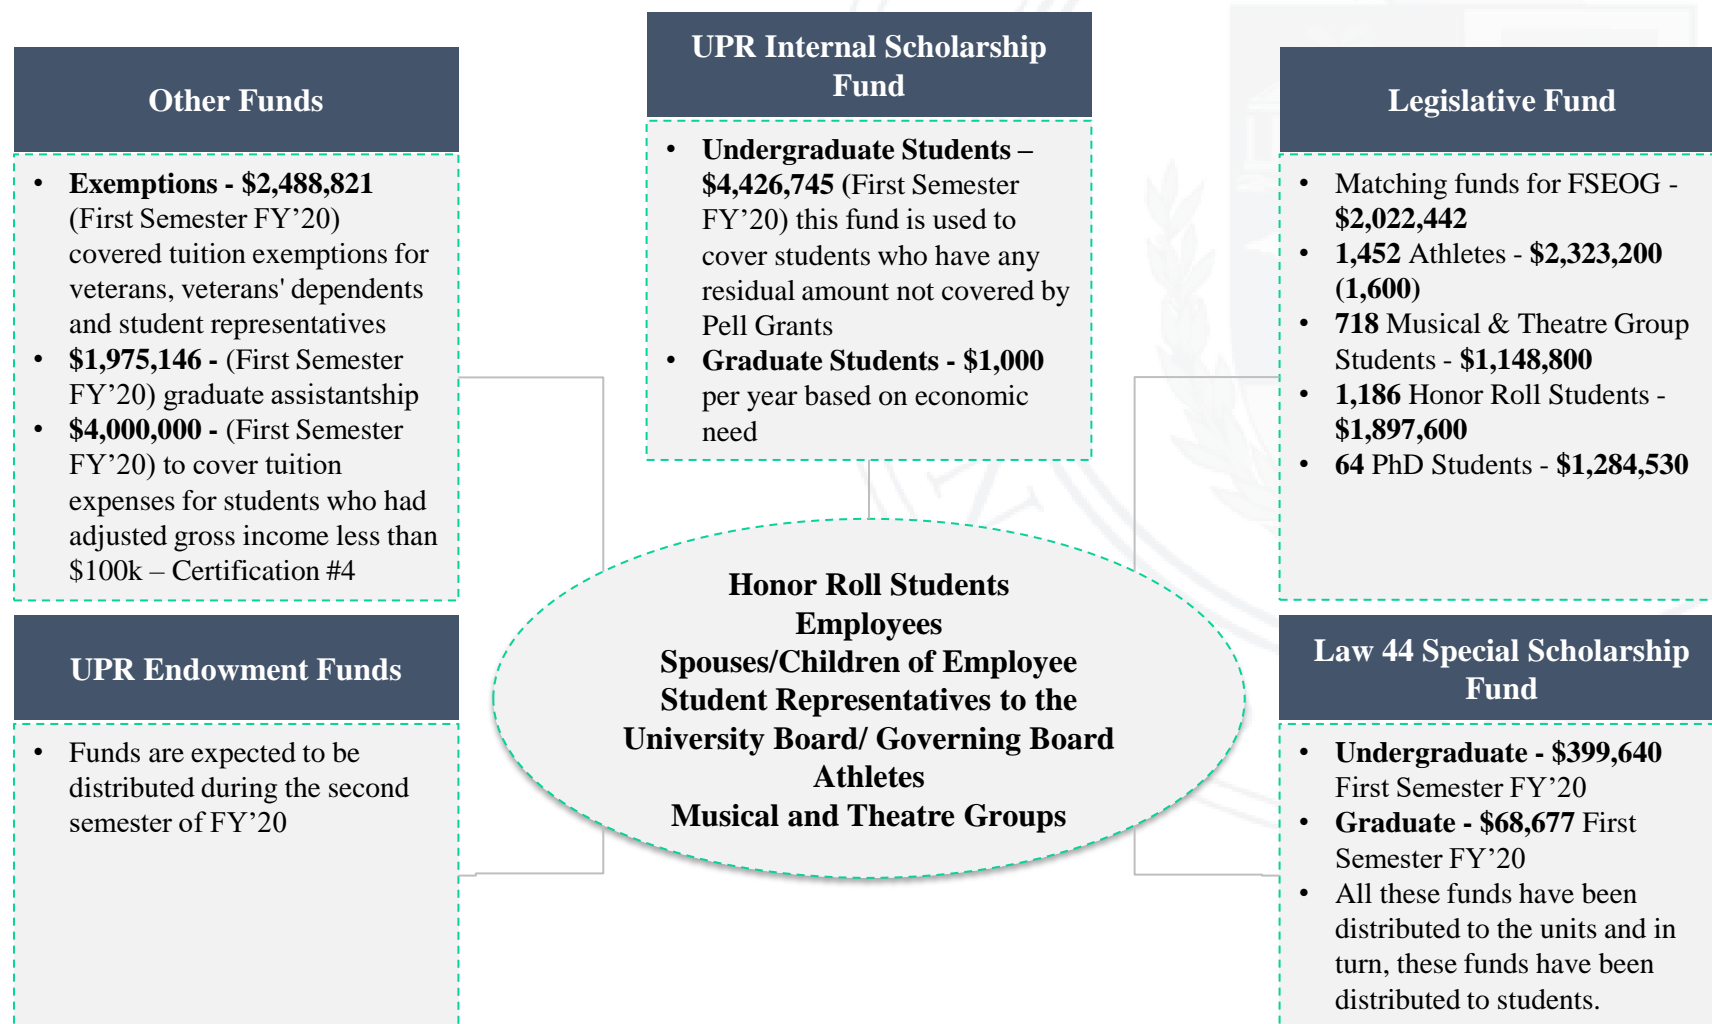 Other Funds
• Exemptions - $2,488,821
(First Semester FY’20)
covered tuition exemptions for
veterans, veterans' dependents
and student representatives
• $1,975,146 - (First Semester
FY’20) graduate assistantship
• $4,000,000 - (First Semester
FY’20) to cover tuition
expenses for students who had
adjusted gross income less than
$100k – Certification #4
UPR Internal Scholarship
Fund
• Undergraduate Students –
$4,426,745 (First Semester
FY’20) this fund is used to
cover students who have any
residual amount not covered by
Pell Grants
• Graduate Students - $1,000
per year based on economic
need
Legislative Fund
• Matching funds for FSEOG -
$2,022,442
• 1,452 Athletes - $2,323,200
(1,600)
• 718 Musical & Theatre Group
Students - $1,148,800
• 1,186 Honor Roll Students -
$1,897,600
• 64 PhD Students - $1,284,530
Honor Roll Students
Employees
Spouses/Children of Employee
Student Representatives to the
University Board/ Governing Board
Athletes
Musical and Theatre Groups
UPR Endowment Funds
• Funds are expected to be
distributed during the second
semester of FY’20
Law 44 Special Scholarship
Fund
• Undergraduate - $399,640
First Semester FY’20
• Graduate - $68,677 First
Semester FY’20
• All these funds have been
distributed to the units and in
turn, these funds have been
distributed to students.